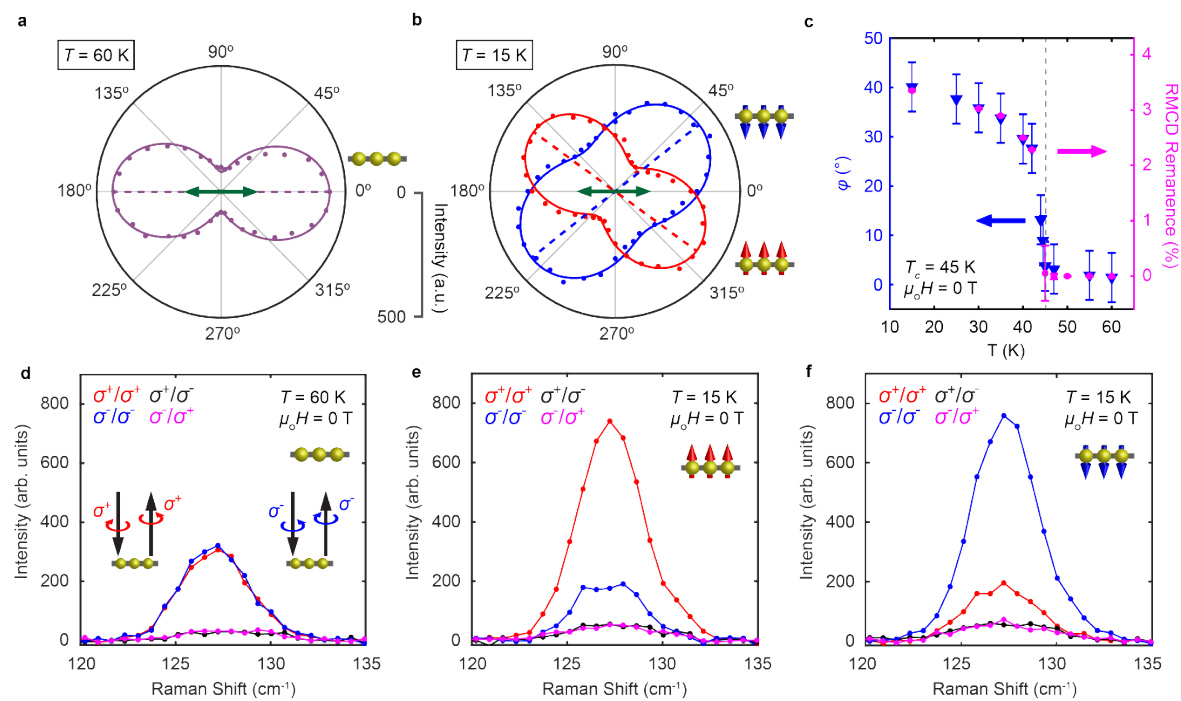 a
T = 60 K
90°
45°
0°
315°
270°
225°
180°
135°
0
Intensity (a.u.)
500
b
T = 15 K
90°
45°
0°
315°
270°
225°
180°
135°
c
50
40
30
20
10
0
φ (°)
4
3
2
1
0
RMCD Remanence (%)
T꜀ = 45 K
μₒH = 0 T
10
20
30
40
50
60
T (K)
d
800
600
400
200
0
Intensity (arb. units)
σ⁺/σ⁺ σ⁺/σ⁻
σ⁻/σ⁻ σ⁻/σ⁺
T = 60 K
μₒH = 0 T
σ⁺ σ⁺
σ⁻ σ⁻
120 125 130 135
Raman Shift (cm⁻¹)
e
800
600
400
200
0
Intensity (arb. units)
σ⁺/σ⁺ σ⁺/σ⁻
σ⁻/σ⁻ σ⁻/σ⁺
T = 15 K
μₒH = 0 T
120 125 130 135
Raman Shift (cm⁻¹)
f
800
600
400
200
0
Intensity (arb. units)
σ⁺/σ⁺ σ⁺/σ⁻
σ⁻/σ⁻ σ⁻/σ⁺
T = 15 K
μₒH = 0 T
120 125 130 135
Raman Shift (cm⁻¹)